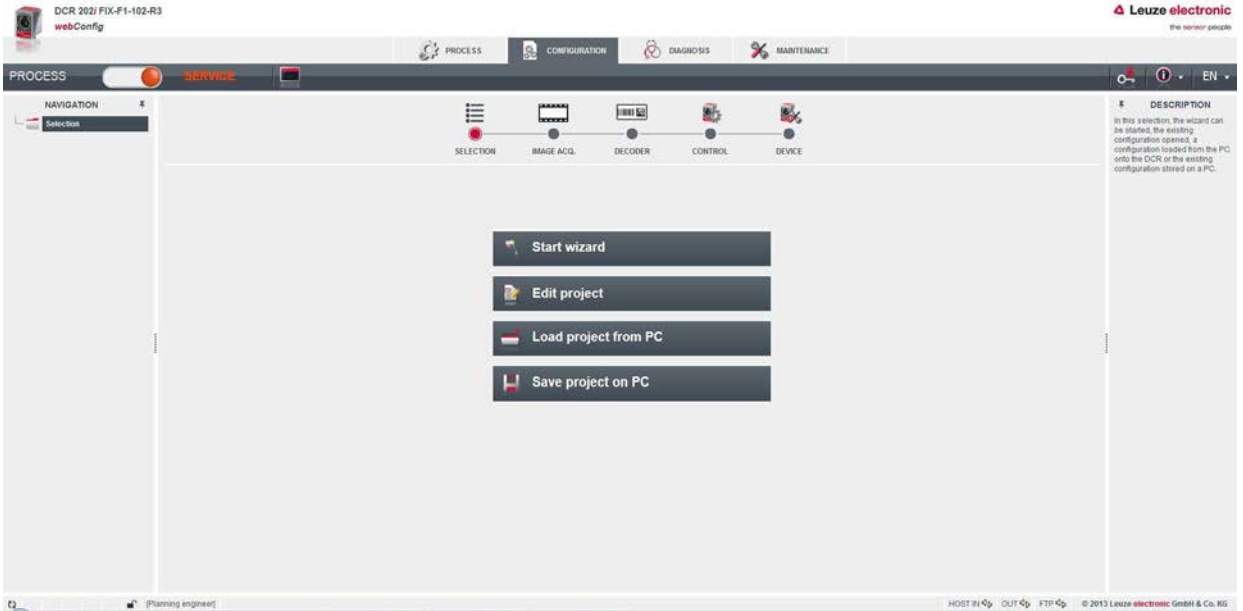 DCR 202i FIX-F1-102-R3
webConfig
Leuze electronic
the sensor people
PROCESS
CONFIGURATION
DIAGNOSIS
MAINTENANCE
PROCESS
SERVICE
EN
NAVIGATION
Selection
SELECTION
IMAGE ACQ.
DECODER
CONTROL
DEVICE
DESCRIPTION
In this selection, the wizard can
be started, the existing
configuration opened, a
configuration loaded from the PC
onto the DCR or the existing
configuration stored on a PC.
Start wizard
Edit project
Load project from PC
Save project on PC
[Planning engineer]
HOST IN OUT FTP © 2013 Leuze electronic GmbH & Co. KG